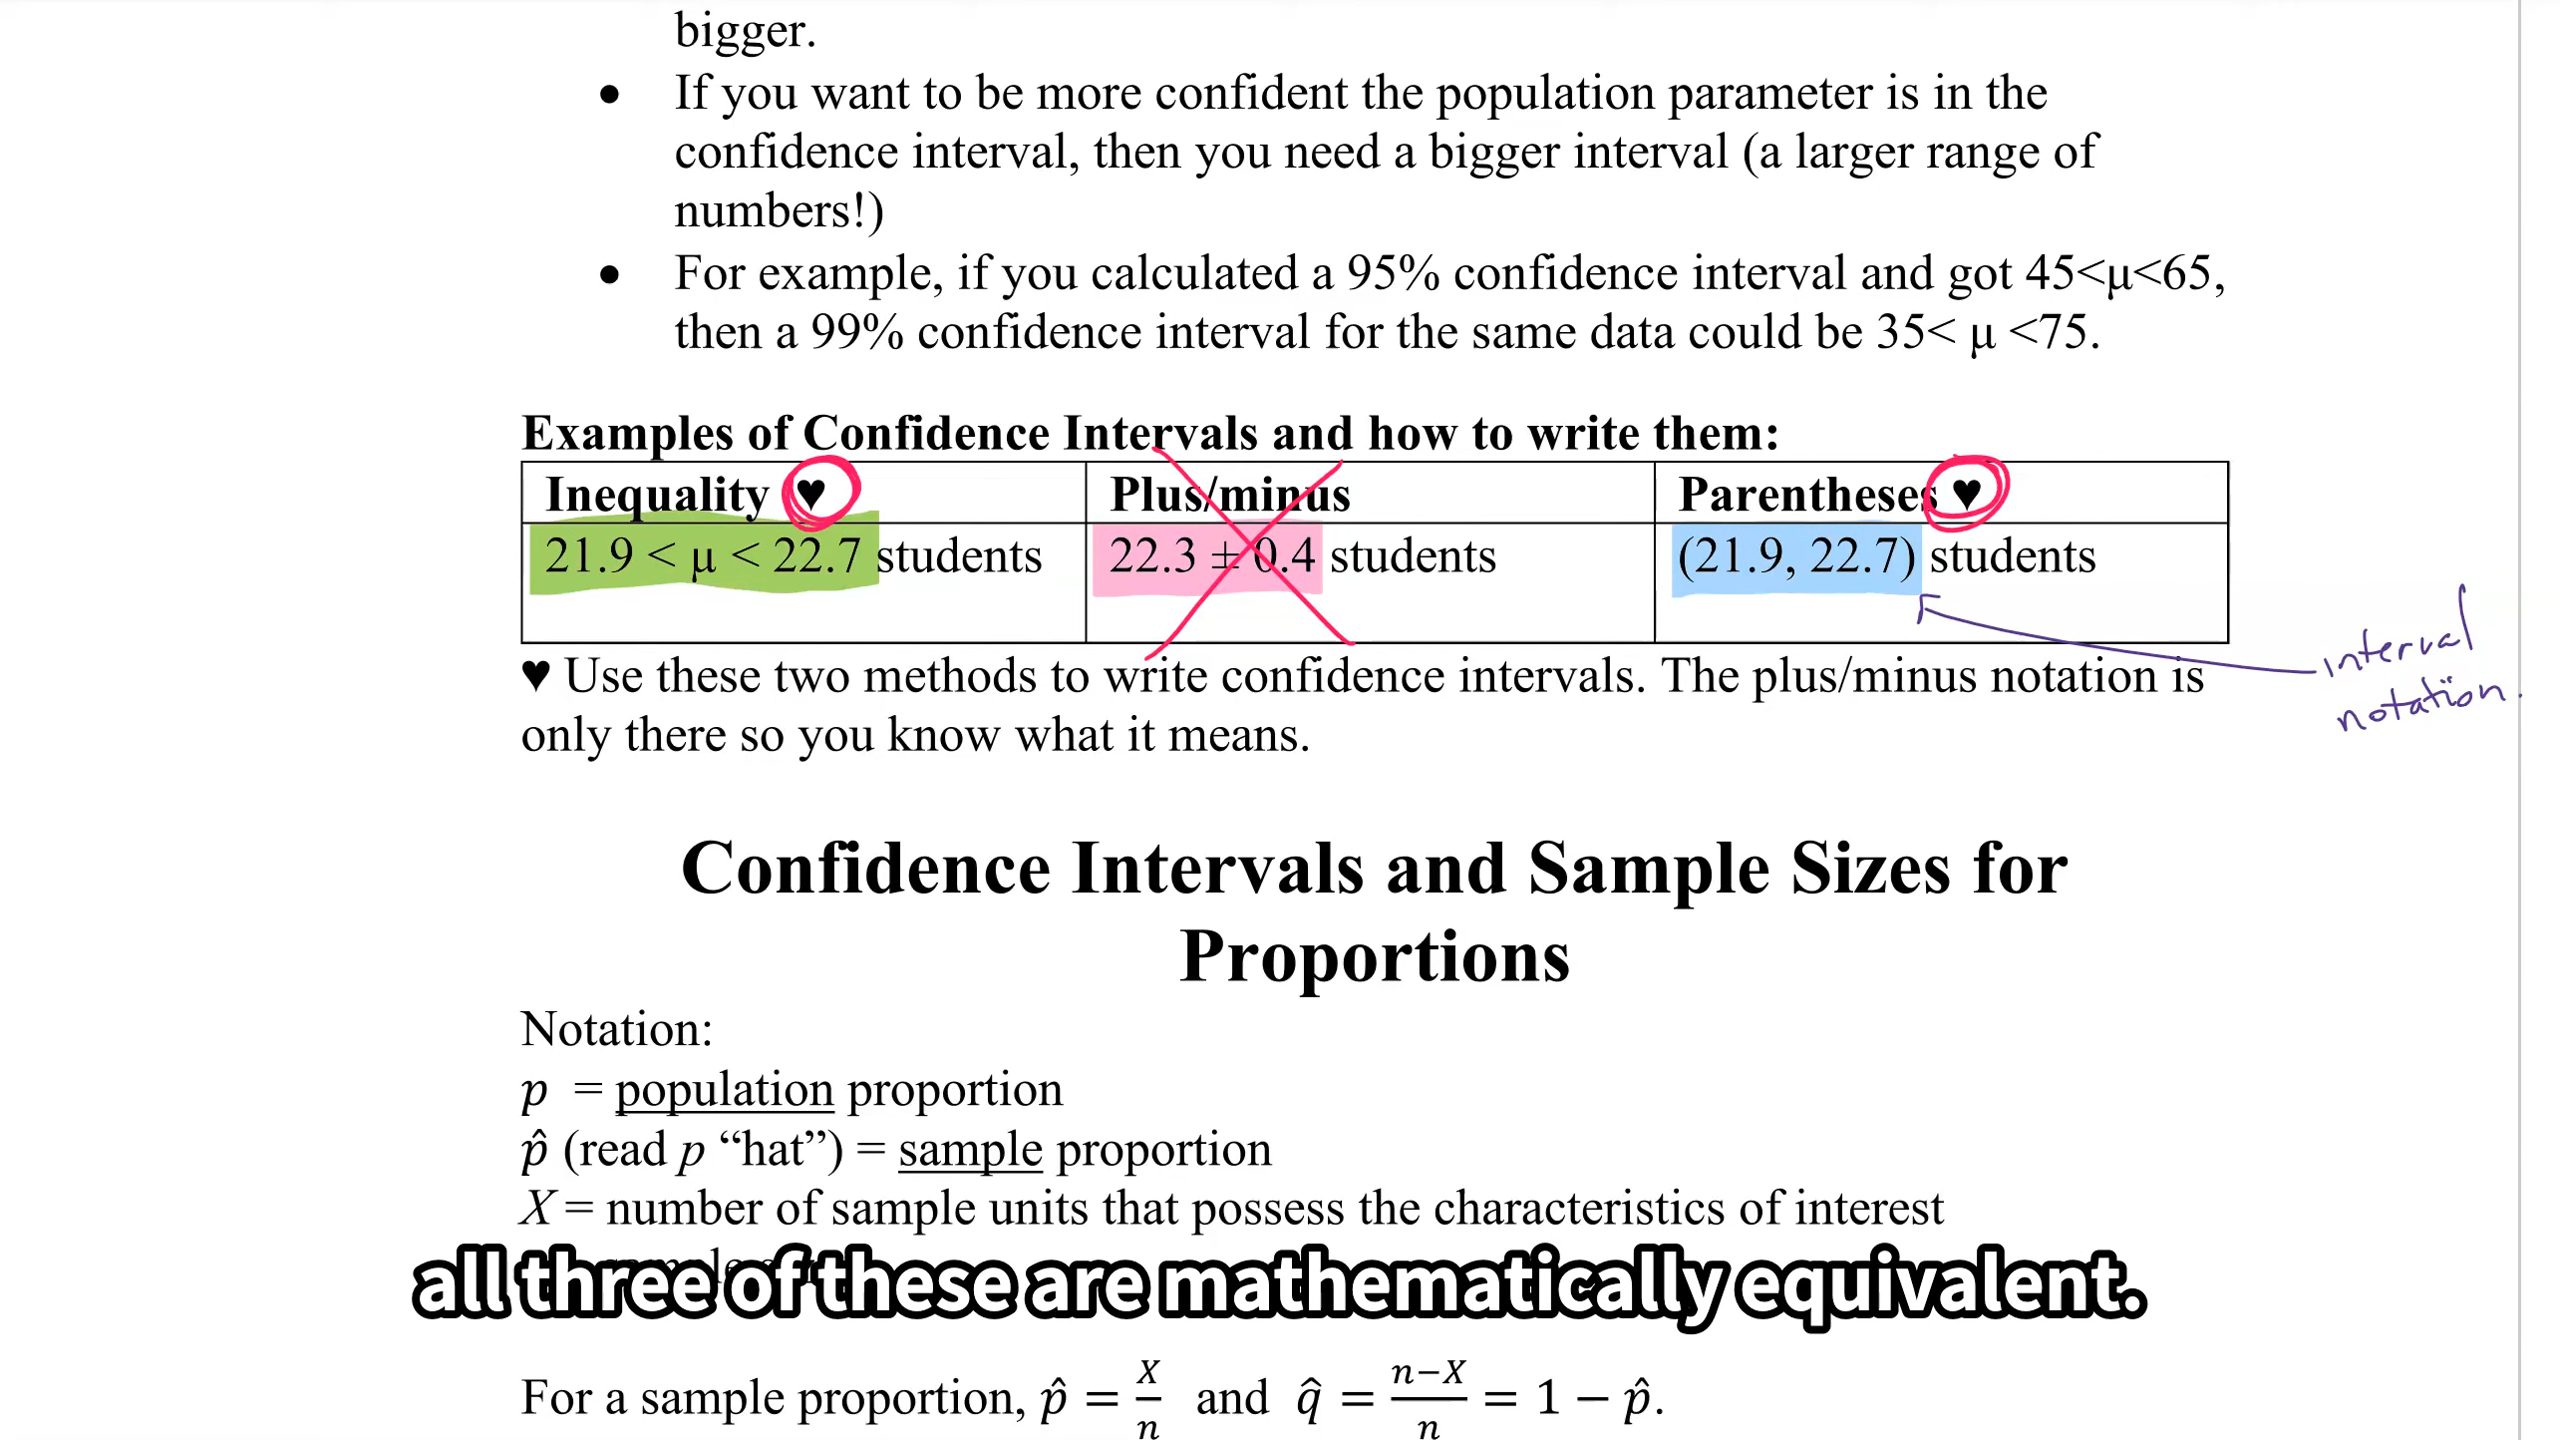 bigger.
• If you want to be more confident the population parameter is in the
confidence interval, then you need a bigger interval (a larger range of
numbers!)
• For example, if you calculated a 95% confidence interval and got 45<μ<65,
then a 99% confidence interval for the same data could be 35< μ <75.
Examples of Confidence Intervals and how to write them:
Inequality ♥ Plus/minus Parentheses ♥
21.9 < μ < 22.7 students 22.3 ± 0.4 students (21.9, 22.7) students
interval
notation.
♥ Use these two methods to write confidence intervals. The plus/minus notation is
only there so you know what it means.
Confidence Intervals and Sample Sizes for
Proportions
Notation:
p = population proportion
p̂ (read p “hat”) = sample proportion
X = number of sample units that possess the characteristics of interest
all three of these are mathematically equivalent.
For a sample proportion, p̂ = X/n and q̂ = n−X/n = 1 − p̂.